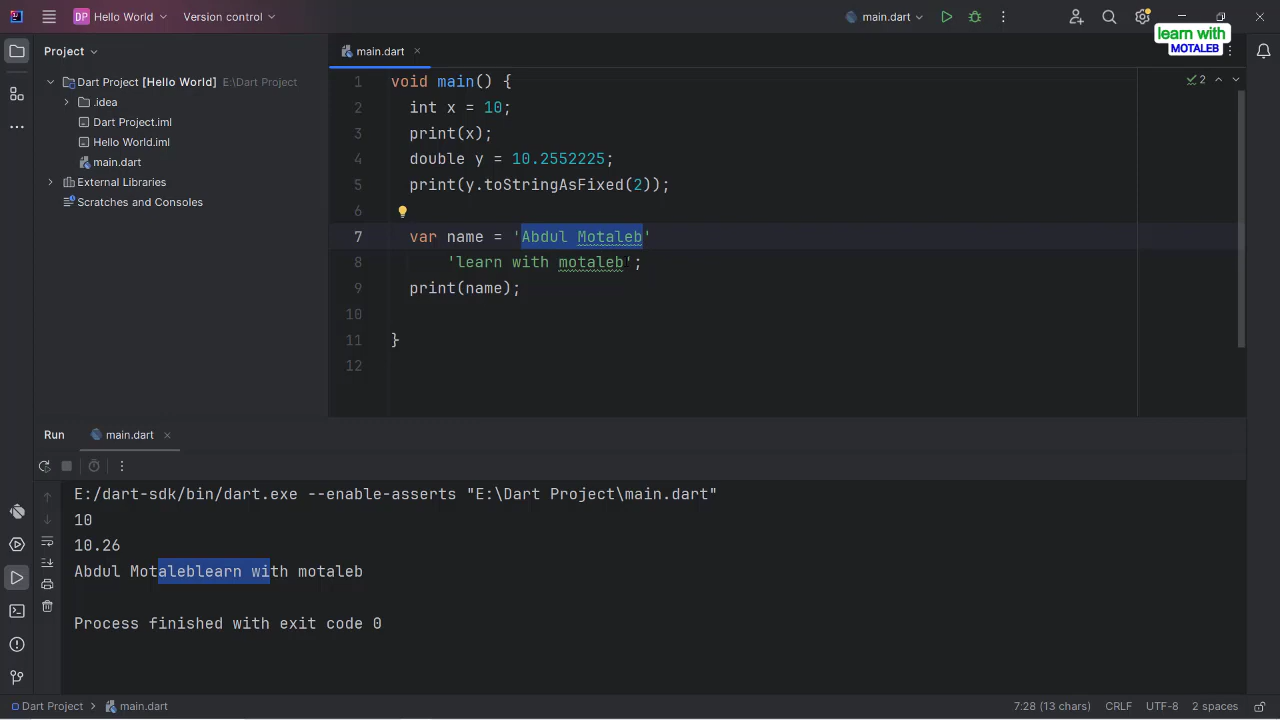 DP Hello World Version control main.dart
learn with
MOTALEB
Project main.dart
Dart Project [Hello World] E:\Dart Project
.idea
Dart Project.iml
Hello World.iml
main.dart
External Libraries
Scratches and Consoles
1 void main() {
2
2 int x = 10;
3 print(x);
4 double y = 10.2552225;
5 print(y.toStringAsFixed(2));
6
7 var name = 'Abdul Motaleb'
8 'learn with motaleb';
9 print(name);
10
11 }
12
Run main.dart
E:/dart-sdk/bin/dart.exe --enable-asserts "E:\Dart Project\main.dart"
10
10.26
Abdul Motaleblearn with motaleb
Process finished with exit code 0
Dart Project main.dart 7:28 (13 chars) CRLF UTF-8 2 spaces